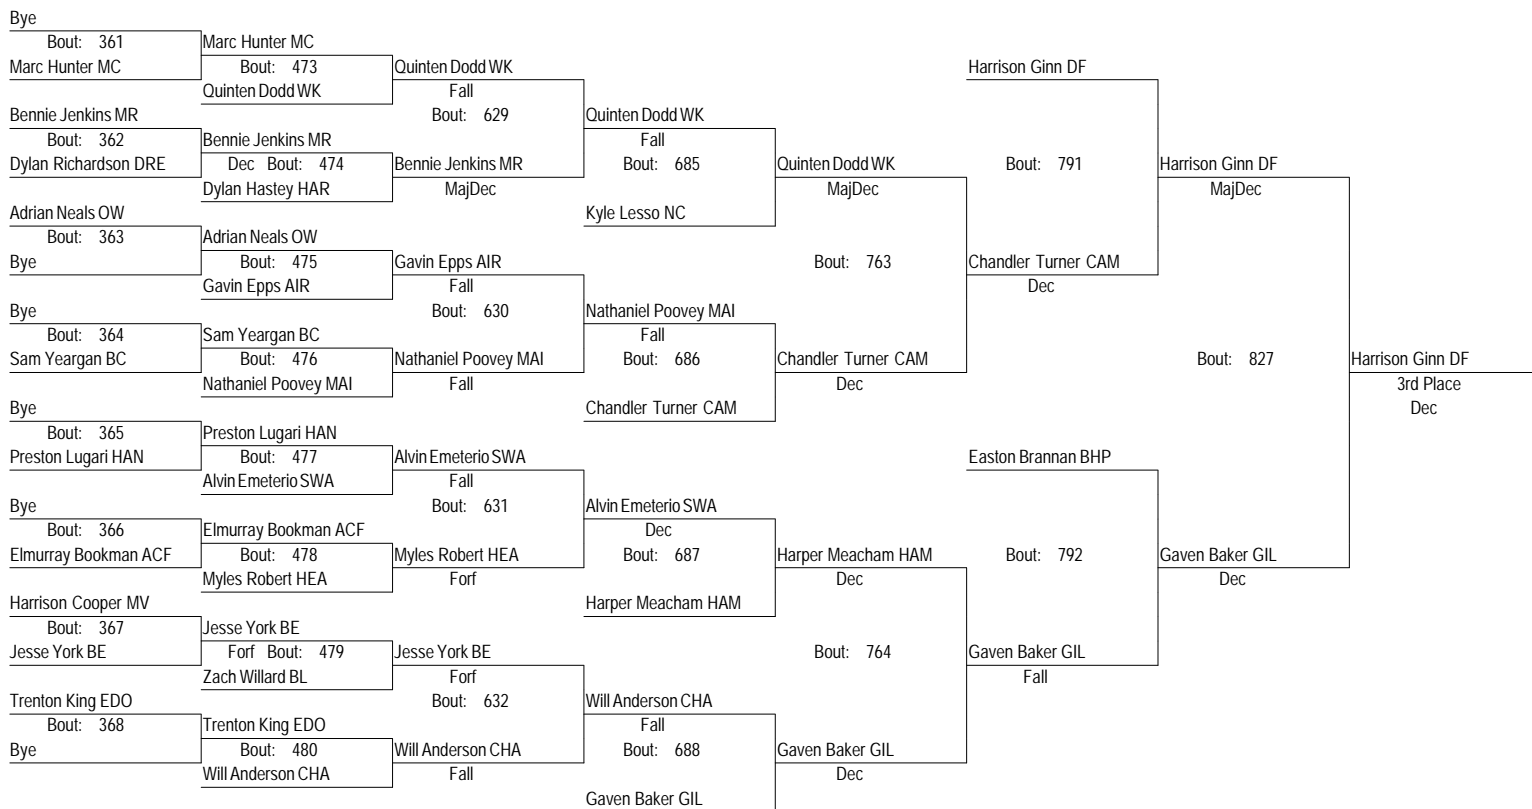 Bye
Bout: 361
Marc Hunter MC
Bennie Jenkins MR
Bout: 362
Dylan Richardson DRE
Adrian Neals OW
Bout: 363
Bye
Bye
Bout: 364
Sam Yeargan BC
Bye
Bout: 365
Preston Lugari HAN
Bye
Bout: 366
Elmurray Bookman ACF
Harrison Cooper MV
Bout: 367
Jesse York BE
Trenton King EDO
Bout: 368
Bye
Marc Hunter MC
Bout: 473
Quinten Dodd WK
Bennie Jenkins MR
Dec Bout: 474
Dylan Hastey HAR
Adrian Neals OW
Bout: 475
Gavin Epps AIR
Sam Yeargan BC
Bout: 476
Nathaniel Poovey MAI
Preston Lugari HAN
Bout: 477
Alvin Emeterio SWA
Elmurray Bookman ACF
Bout: 478
Myles Robert HEA
Jesse York BE
Forf Bout: 479
Zach Willard BL
Trenton King EDO
Bout: 480
Will Anderson CHA
Quinten Dodd WK
Fall
Bout: 629
Bennie Jenkins MR
MajDec
Gavin Epps AIR
Fall
Bout: 630
Nathaniel Poovey MAI
Fall
Alvin Emeterio SWA
Fall
Bout: 631
Myles Robert HEA
Forf
Jesse York BE
Forf
Bout: 632
Will Anderson CHA
Fall
Quinten Dodd WK
Fall
Bout: 685
Kyle Lesso NC
Nathaniel Poovey MAI
Fall
Bout: 686
Chandler Turner CAM
Alvin Emeterio SWA
Dec
Bout: 687
Harper Meacham HAM
Will Anderson CHA
Fall
Bout: 688
Gaven Baker GIL
Quinten Dodd WK
MajDec
Bout: 763
Chandler Turner CAM
Dec
Harper Meacham HAM
Dec
Bout: 764
Gaven Baker GIL
Dec
Harrison Ginn DF
Bout: 791
Chandler Turner CAM
Dec
Easton Brannan BHP
Bout: 792
Gaven Baker GIL
Fall
Harrison Ginn DF
MajDec
Bout: 827
Gaven Baker GIL
Dec
Harrison Ginn DF
3rd Place
Dec